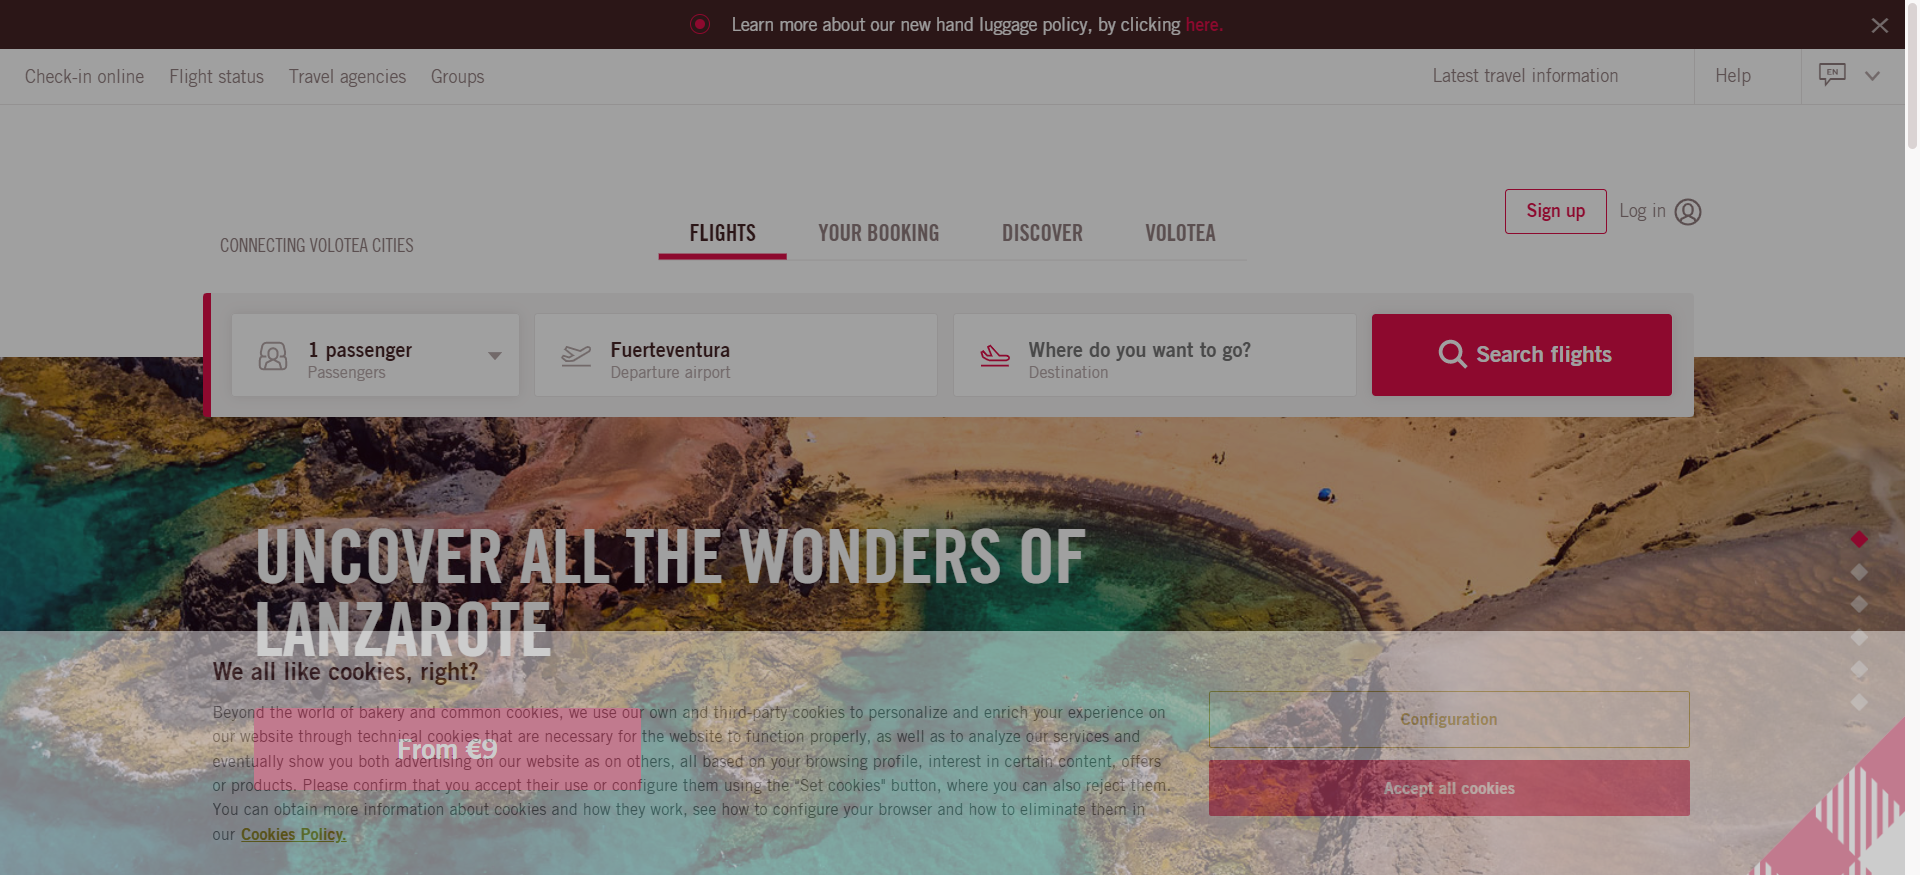 Learn more about our new hand luggage policy, by clicking here.
Check-in online Flight status Travel agencies Groups Latest travel information Help EN
Sign up Log in
CONNECTING VOLOTEA CITIES FLIGHTS YOUR BOOKING DISCOVER VOLOTEA
1 passenger
Passengers
Fuerteventura
Departure airport
Where do you want to go?
Destination
Search flights
UNCOVER ALL THE WONDERS OF
LANZAROTE
From €9
We all like cookies, right?
Beyond the world of bakery and common cookies, we use our own and third-party cookies to personalize and enrich your experience on
our website through technical cookies that are necessary for the website to function properly, as well as to analyze our services and
eventually show you both advertising on our website as on others, all based on your browsing profile, interest in certain content, offers
or products. Please confirm that you accept their use or configure them using the "Set cookies" button, where you can also reject them.
You can obtain more information about cookies and how they work, see how to configure your browser and how to eliminate them in
our Cookies Policy.
Configuration
Accept all cookies